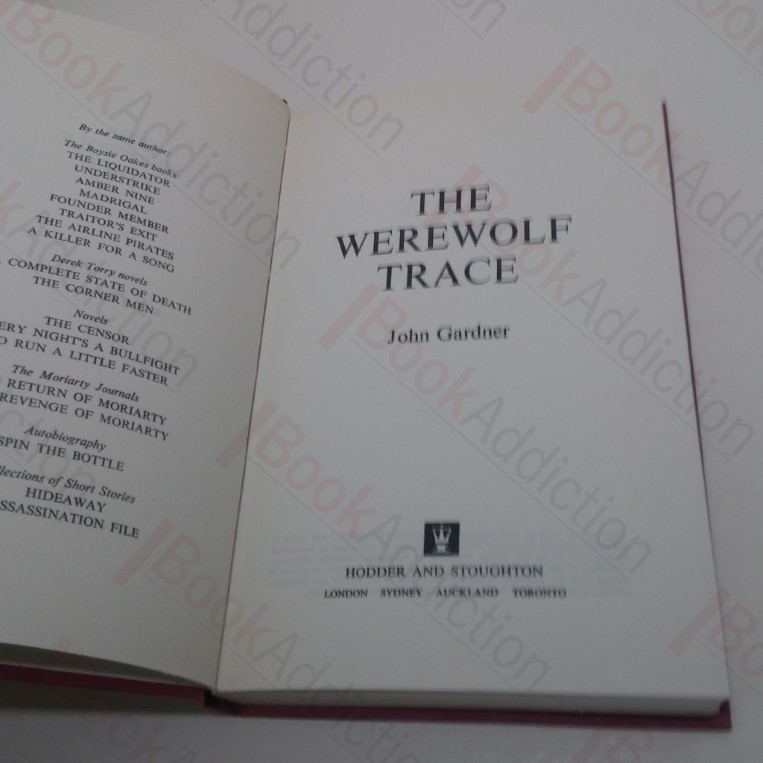 By the same author:
The Boysie Oakes books
THE LIQUIDATOR
UNDERSTRIKE
AMBER NINE
MADRIGAL
FOUNDER MEMBER
TRAITOR'S EXIT
THE AIRLINE PIRATES
A KILLER FOR A SONG
Derek Torry novels
COMPLETE STATE OF DEATH
THE CORNER MEN
Novels
THE CENSOR
ERY NIGHT'S A BULLFIGHT
O RUN A LITTLE FASTER
The Moriarty Journals
RETURN OF MORIARTY
REVENGE OF MORIARTY
Autobiography
SPIN THE BOTTLE
llections of Short Stories
HIDEAWAY
SSASSINATION FILE
THE
WEREWOLF
TRACE
John Gardner
HODDER AND STOUGHTON
LONDON SYDNEY AUCKLAND TORONTO
BookAddiction